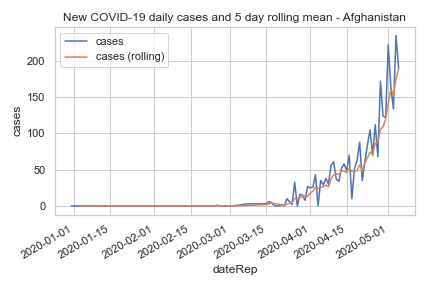 New COVID-19 daily cases and 5 day rolling mean - Afghanistan
cases
cases (rolling)
200
150
100
50
0
cases
2020-01-01
2020-01-15
2020-02-01
2020-02-15
2020-03-01
2020-03-15
2020-04-01
2020-04-15
2020-05-01
dateRep